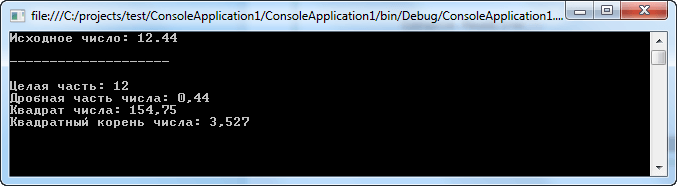 file:///C:/projects/test/ConsoleApplication1/ConsoleApplication1/bin/Debug/ConsoleApplication1....
Исходное число: 12.44
--------------------
Целая часть: 12
Дробная часть числа: 0,44
Квадрат числа: 154,75
Квадратный корень числа: 3,527